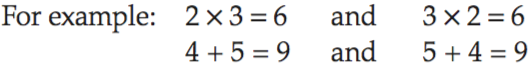 For example: 2 × 3 = 6 and 3 × 2 = 6
4 + 5 = 9 and 5 + 4 = 9